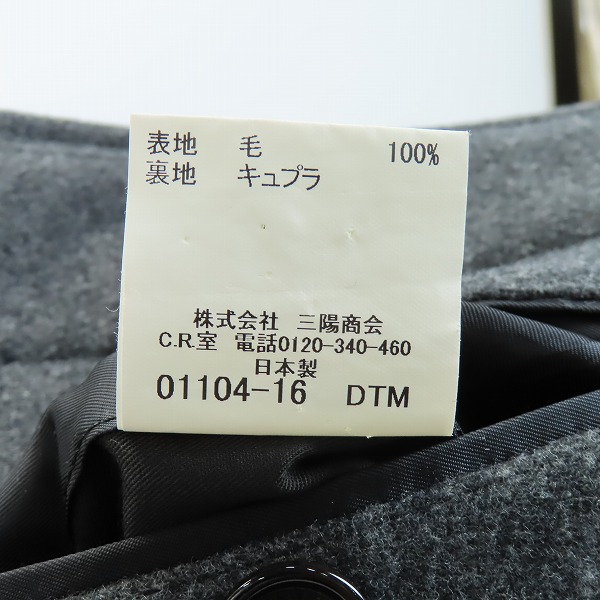 表地 毛 100%
裏地 キュプラ
株式会社 三陽商会
C.R.室 電話0120-340-460
日本製
01104-16 DTM